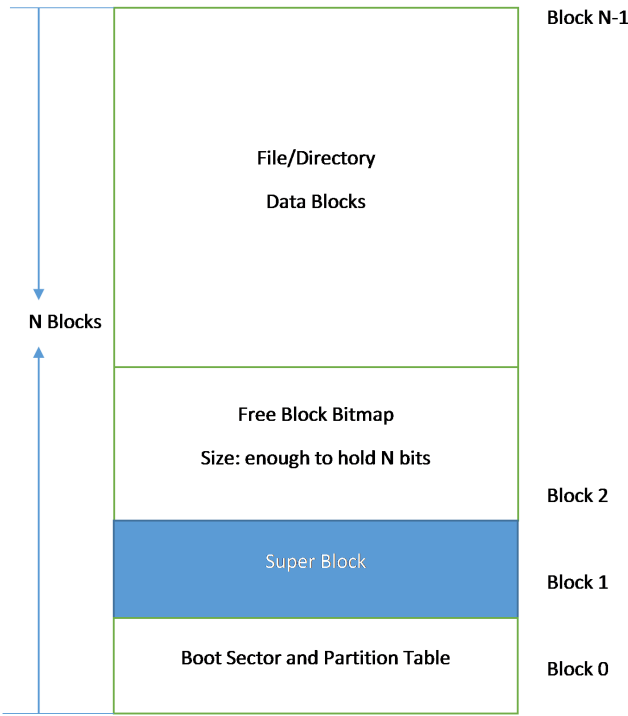 Block N-1
File/Directory
Data Blocks
N Blocks
Free Block Bitmap
Size: enough to hold N bits
Block 2
Super Block
Block 1
Boot Sector and Partition Table
Block 0